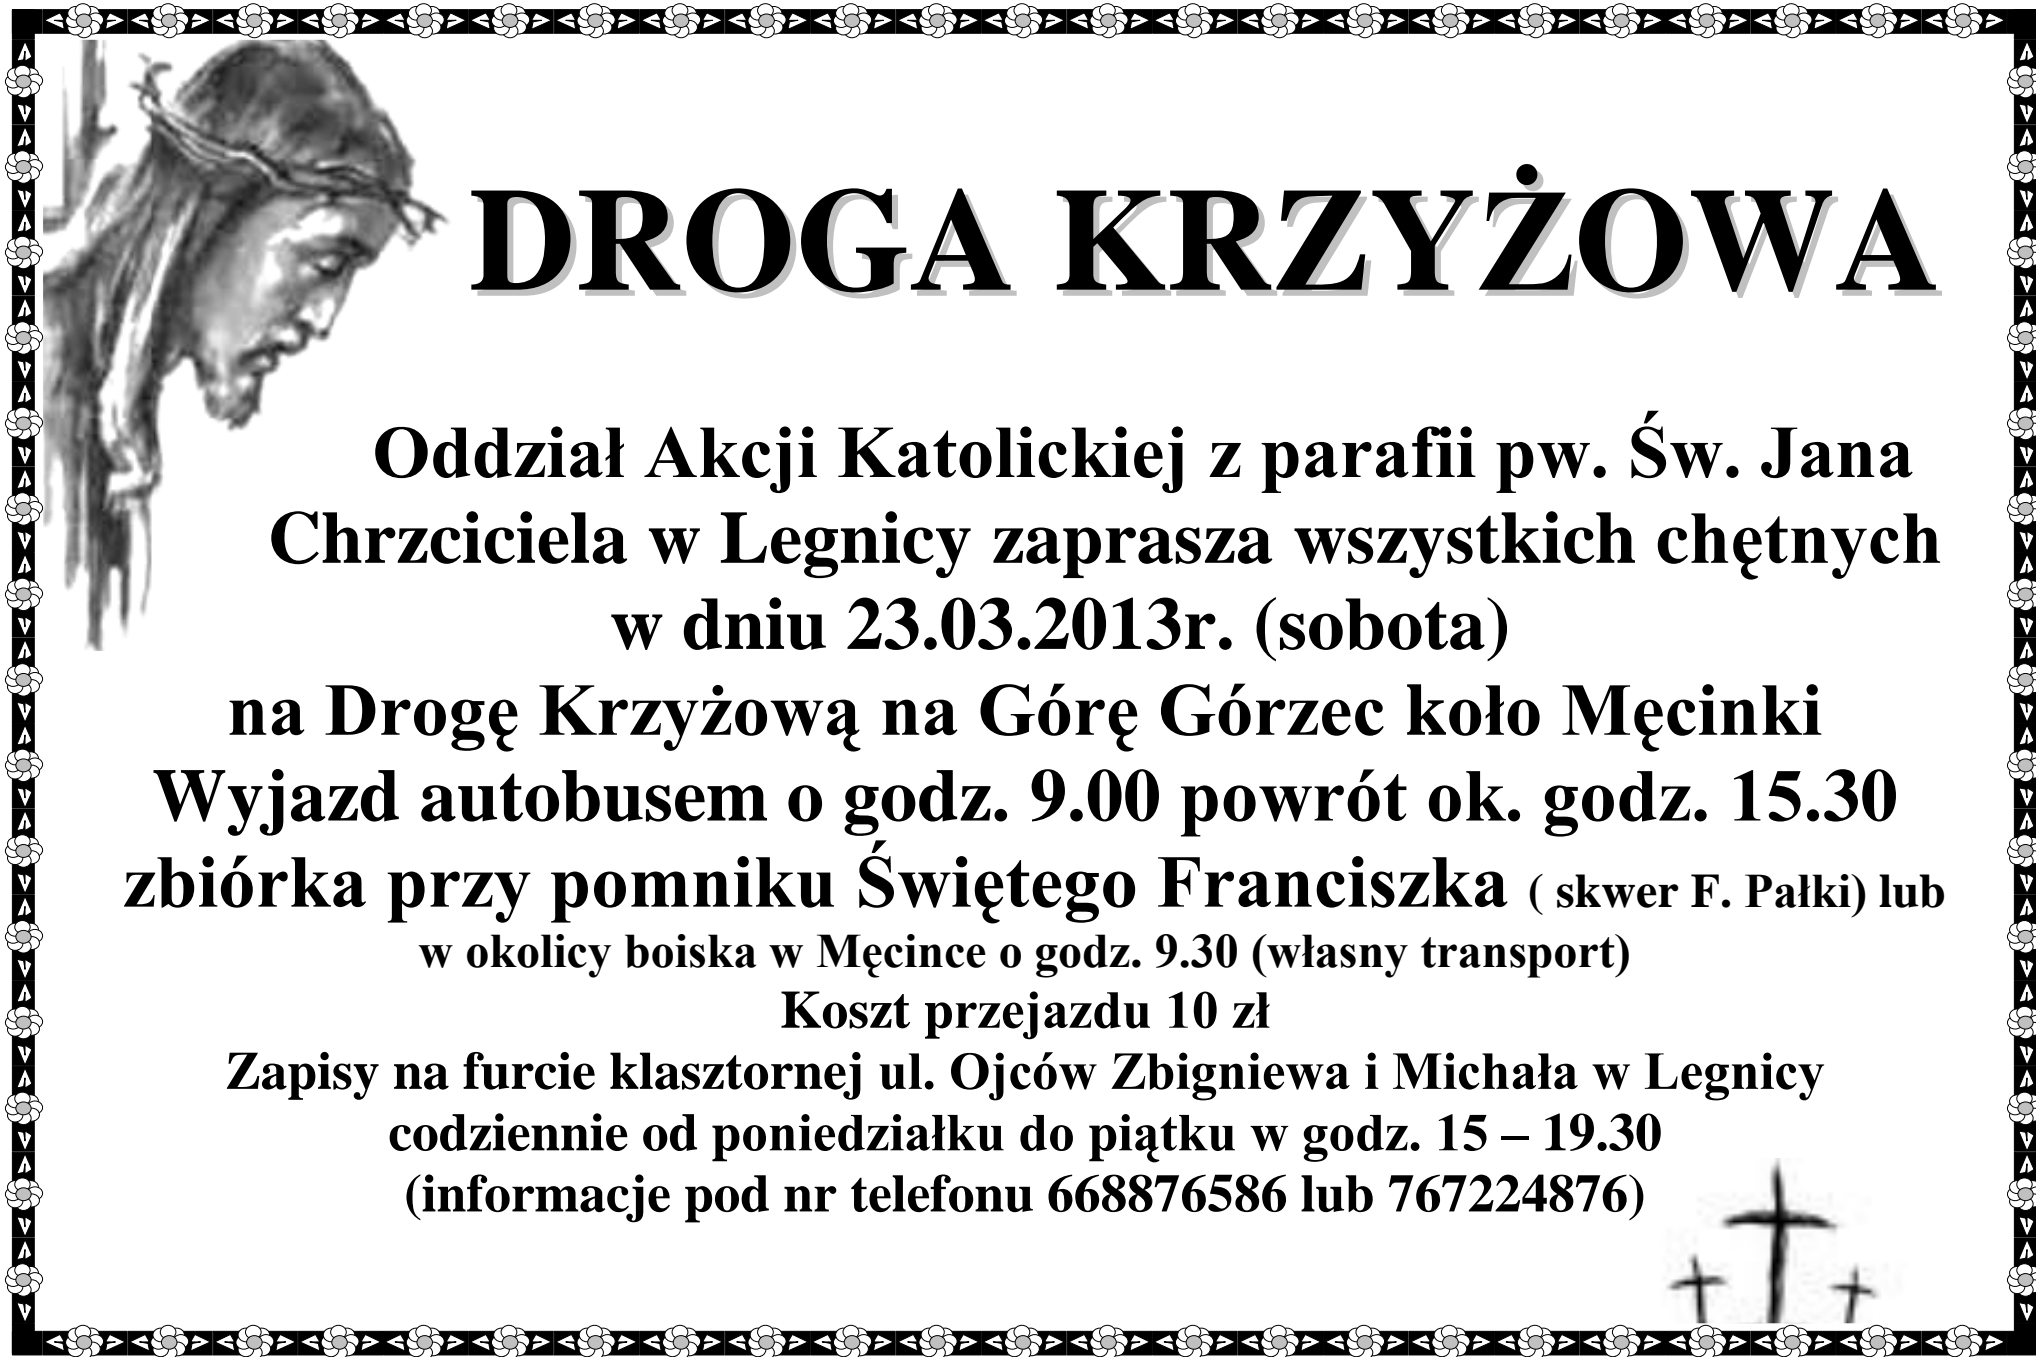 DROGA KRZYŻOWA
Oddział Akcji Katolickiej z parafii pw. Św. Jana
Chrzciciela w Legnicy zaprasza wszystkich chętnych
w dniu 23.03.2013r. (sobota)
na Drogę Krzyżową na Górę Górzec koło Męcinki
Wyjazd autobusem o godz. 9.00 powrót ok. godz. 15.30
zbiórka przy pomniku Świętego Franciszka ( skwer F. Pałki) lub
w okolicy boiska w Męcince o godz. 9.30 (własny transport)
Koszt przejazdu 10 zł
Zapisy na furcie klasztornej ul. Ojców Zbigniewa i Michała w Legnicy
codziennie od poniedziałku do piątku w godz. 15 – 19.30
(informacje pod nr telefonu 668876586 lub 767224876)